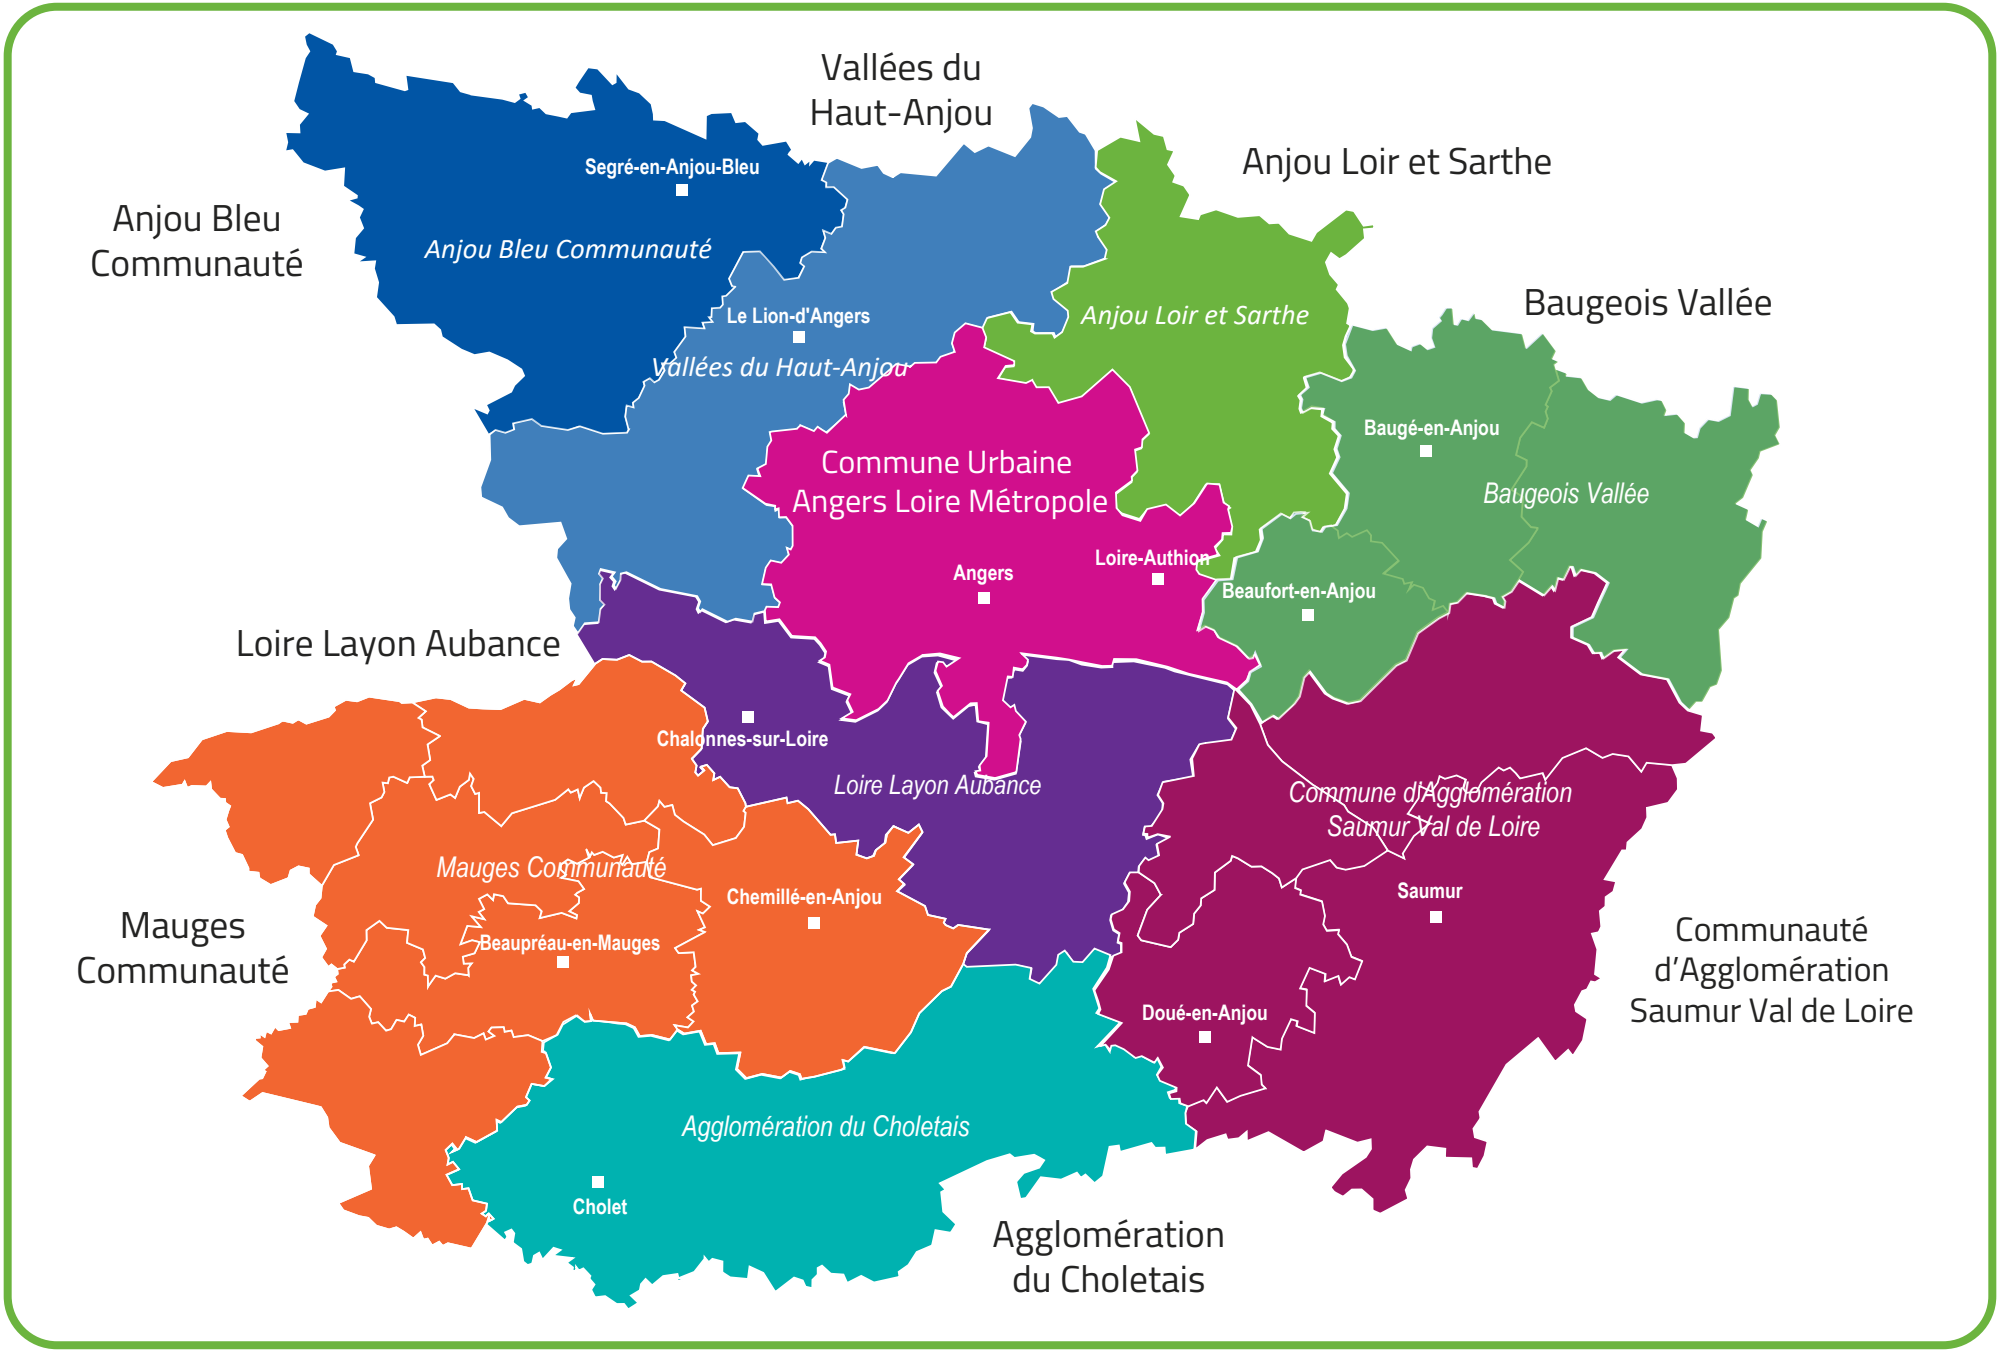 Vallées du
Haut-Anjou
Anjou Loir et Sarthe
Segré-en-Anjou-Bleu
Anjou Bleu
Communauté
Anjou Bleu Communauté
Baugeois Vallée
Le Lion-d'Angers
Anjou Loir et Sarthe
Vallées du Haut-Anjou
Baugé-en-Anjou
Commune Urbaine
Angers Loire Métropole
Baugeois Vallée
Loire-Authion
Angers
Beaufort-en-Anjou
Loire Layon Aubance
Chalonnes-sur-Loire
Loire Layon Aubance
Commune d'Agglomération
Saumur Val de Loire
Mauges Communauté
Chemillé-en-Anjou
Saumur
Mauges
Communauté
Beaupréau-en-Mauges
Communauté
d'Agglomération
Saumur Val de Loire
Doué-en-Anjou
Agglomération du Choletais
Cholet
Agglomération
du Choletais